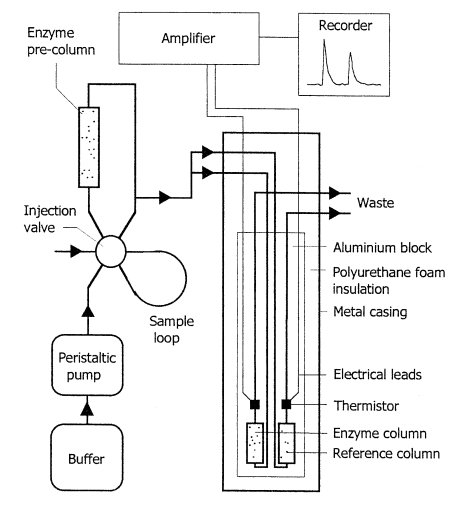 Enzyme
pre-column
Amplifier
Recorder
Injection
valve
Waste
Aluminium block
Polyurethane foam
insulation
Metal casing
Sample
loop
Peristaltic
pump
Electrical leads
Thermistor
Enzyme column
Reference column
Buffer